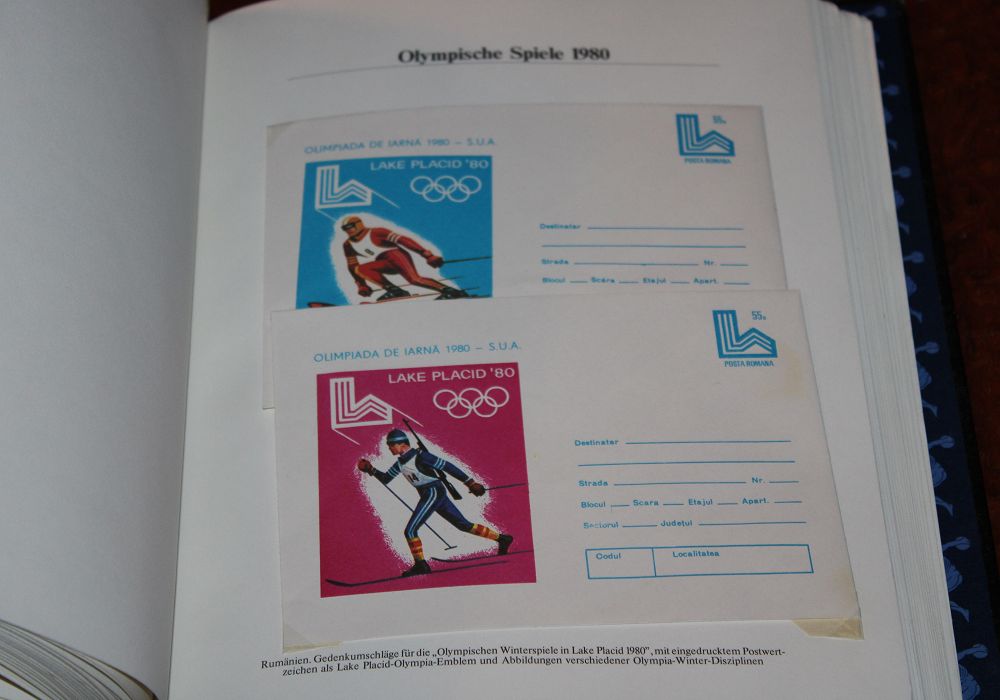 Olympische Spiele 1980
OLIMPIADA DE IARNĂ 1980 – S.U.A.
LAKE PLACID '80
55B
POSTA ROMANA
Destinatar
Strada Nr.
Blocul Scara Etajul Apart.
OLIMPIADA DE IARNĂ 1980 – S.U.A.
LAKE PLACID '80
55B
POSTA ROMANA
Destinatar
Strada Nr.
Blocul Scara Etajul Apart.
Sectorul Județul
Codul Localitatea
Rumänien. Gedenkumschläge für die „Olympischen Winterspiele in Lake Placid 1980”, mit eingedrucktem Postwert-
zeichen als Lake Placid-Olympia-Emblem und Abbildungen verschiedener Olympia-Winter-Disziplinen